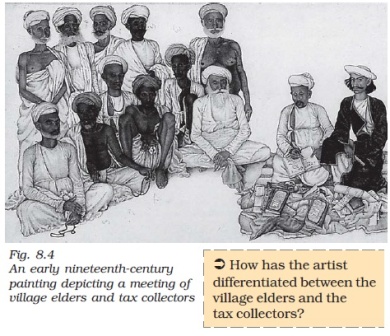 Fig. 8.4
An early nineteenth-century
painting depicting a meeting of
village elders and tax collectors
➲ How has the artist
differentiated between the
village elders and the
tax collectors?